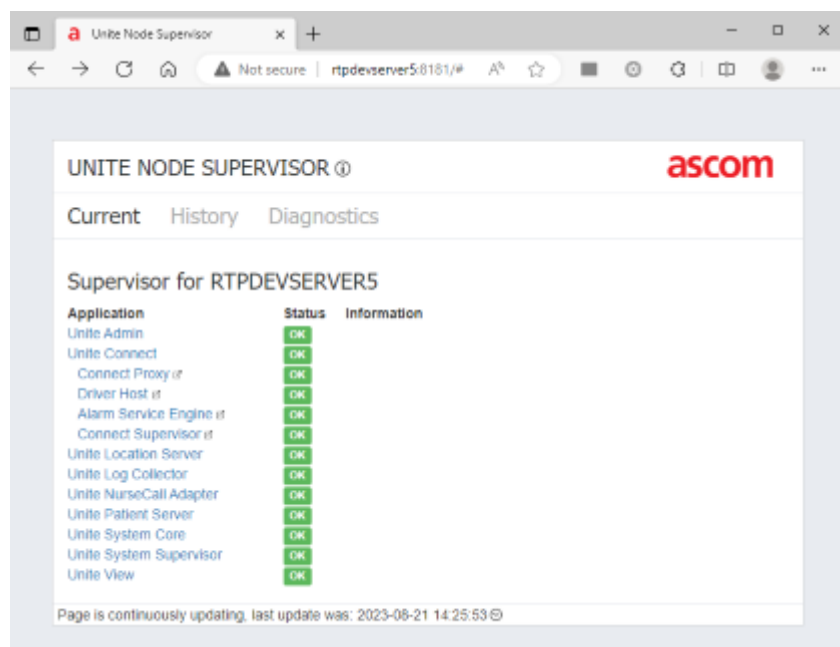 Unite Node Supervisor
Not secure rtpdevserver5:8181/#
UNITE NODE SUPERVISOR
ascom
Current History Diagnostics
Supervisor for RTPDEVSERVER5
Application Status Information
Unite Admin OK
Unite Connect OK
Connect Proxy OK
Driver Host OK
Alarm Service Engine OK
Connect Supervisor OK
Unite Location Server OK
Unite Log Collector OK
Unite NurseCall Adapter OK
Unite Patient Server OK
Unite System Core OK
Unite System Supervisor OK
Unite View OK
Page is continuously updating, last update was: 2023-08-21 14:25:53